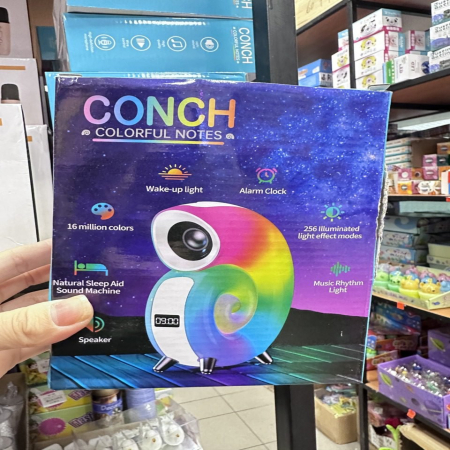 CONCH
COLORFUL NOTES
Wake-up light
Alarm Clock
16 million colors
256 illuminated
light effect modes
Natural Sleep Aid
Sound Machine
Music Rhythm
Light
Speaker
09:00
CONCH